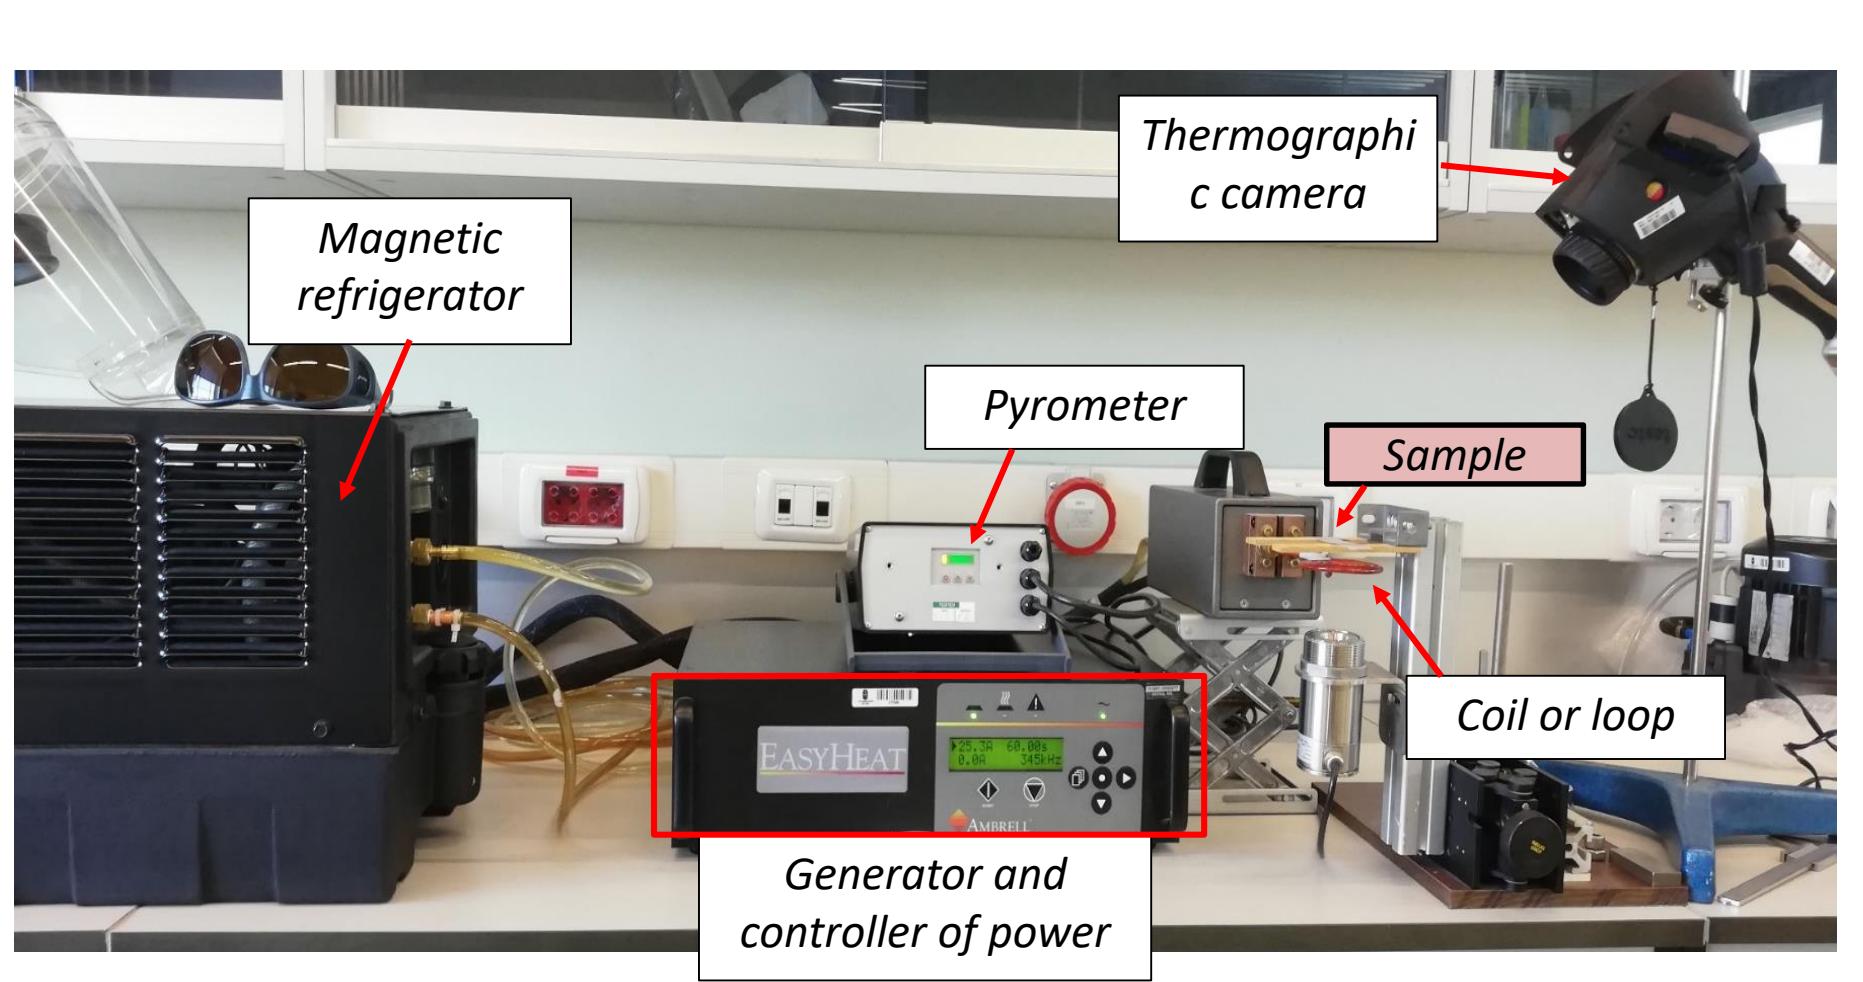 Thermographi
c camera
Magnetic
refrigerator
Pyrometer
Sample
Coil or loop
EASYHEAT
25.3A 60.00s
0.0A 345kHz
AMBRELL
Generator and
controller of power